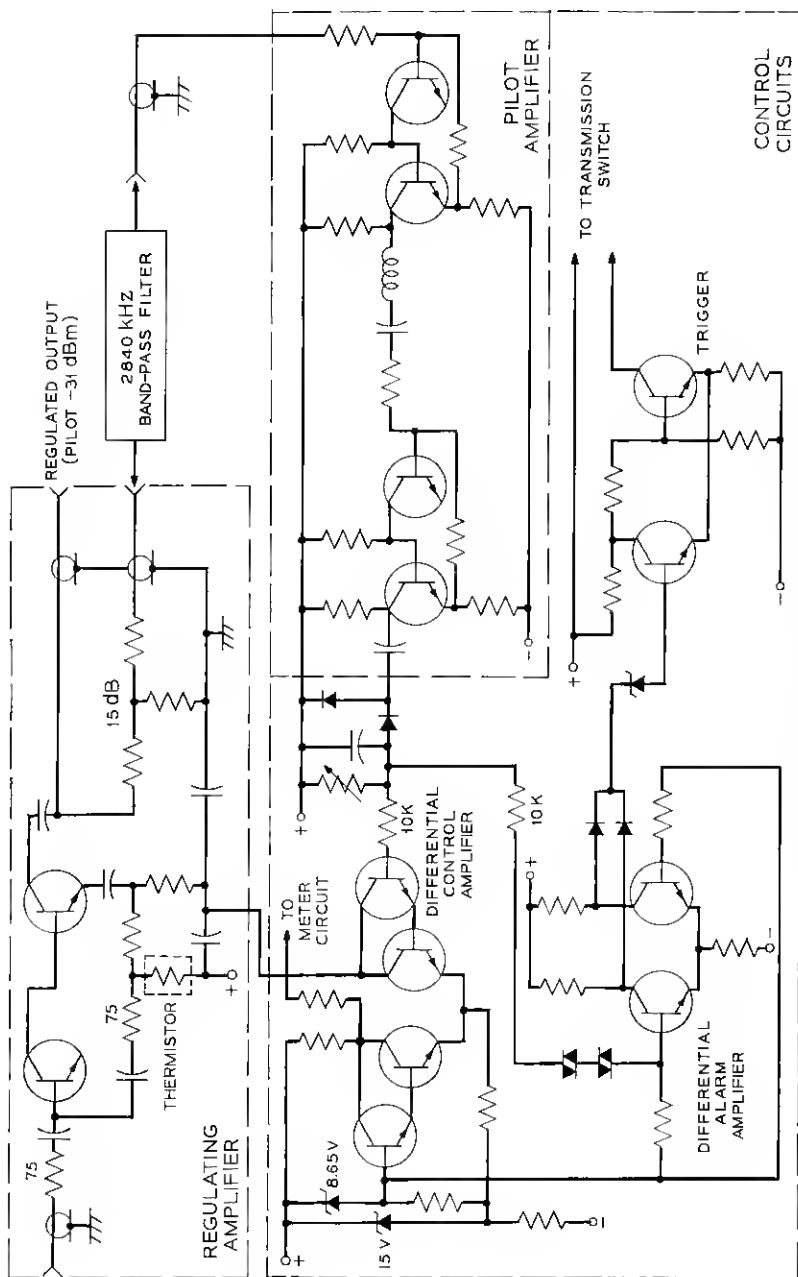 75
REGULATING
AMPLIFIER
75
THERMISTOR
+
15 dB
REGULATED OUTPUT
(PILOT -31 dBm)
2840 kHz
BAND-PASS FILTER
+
15 V
8.65 V
TO
METER
CIRCUIT
DIFFERENTIAL
CONTROL
AMPLIFIER
10K
+
-
PILOT
AMPLIFIER
-
DIFFERENTIAL
ALARM
AMPLIFIER
10K
+
-
+
-
TRIGGER
TO TRANSMISSION
SWITCH
CONTROL
CIRCUITS